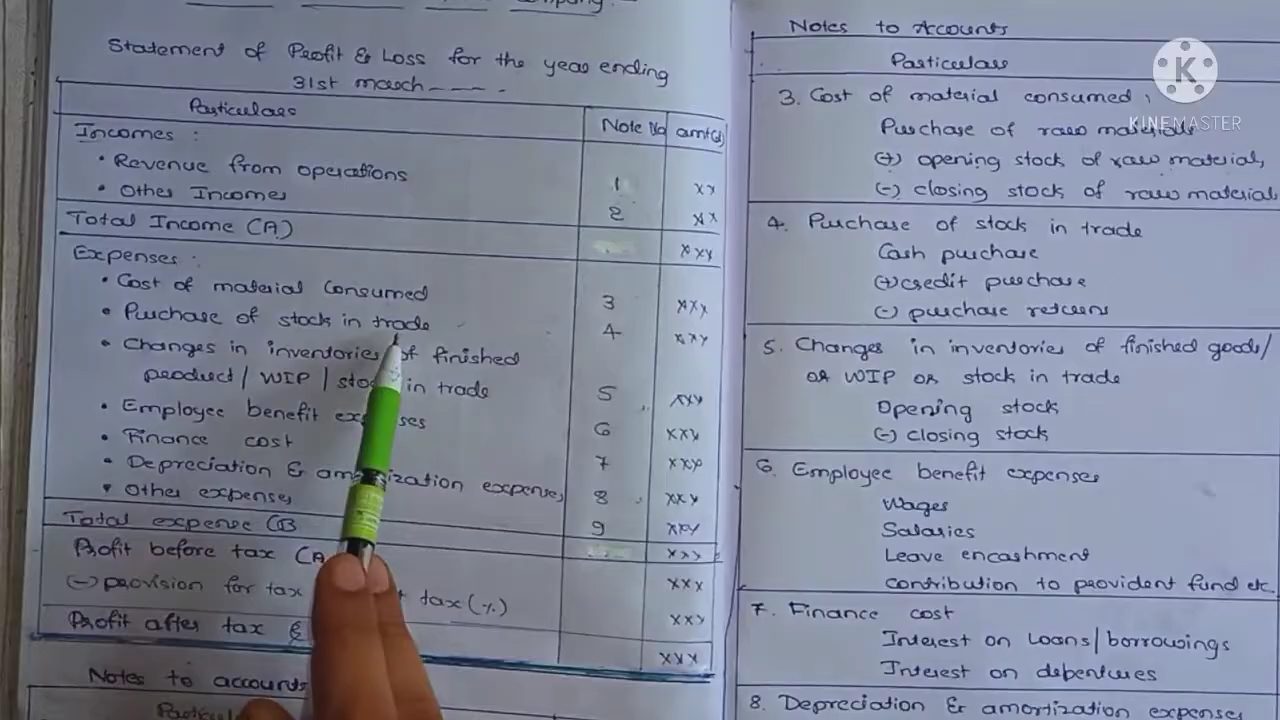 Company:-
Statement of Profit & Loss for the year ending
31st march----.
Particulars
Note No
amt(₹)
Incomes:
• Revenue from operations
1
xx
• Other Incomes
2
xx
Total Income (A)
xxx
Expenses:
• Cost of material consumed
3
xxx
• Purchase of stock in trade
4
xxx
• Changes in inventories of finished
product/ WIP / stock in trade
5
xxx
• Employee benefit expenses
6
xxx
• Finance cost
7
xxx
• Depreciation & amortization expenses
8
xxx
• Other expenses
9
xxx
Total expense (B
xxx
Profit before tax (A
xxx
(-) provision for tax
tax (%)
xxx
Profit after tax &
xxx
Notes to accounts
Notes to Accounts
Particulars
3. Cost of material consumed:
Purchase of raw materials
(+) opening stock of raw material,
(-) closing stock of raw material
4. Purchase of stock in trade
Cash purchase
(+) credit purchase
(-) purchase returns
5. Changes in inventories of finished goods/
or WIP or stock in trade
Opening stock
(-) closing stock
6. Employee benefit expenses
Wages
Salaries
Leave encashment
Contribution to provident fund etc.
7. Finance cost
Interest on Loans/borrowings
Interest on debentures
8. Depreciation & amortization expenses
K
KINEMASTER